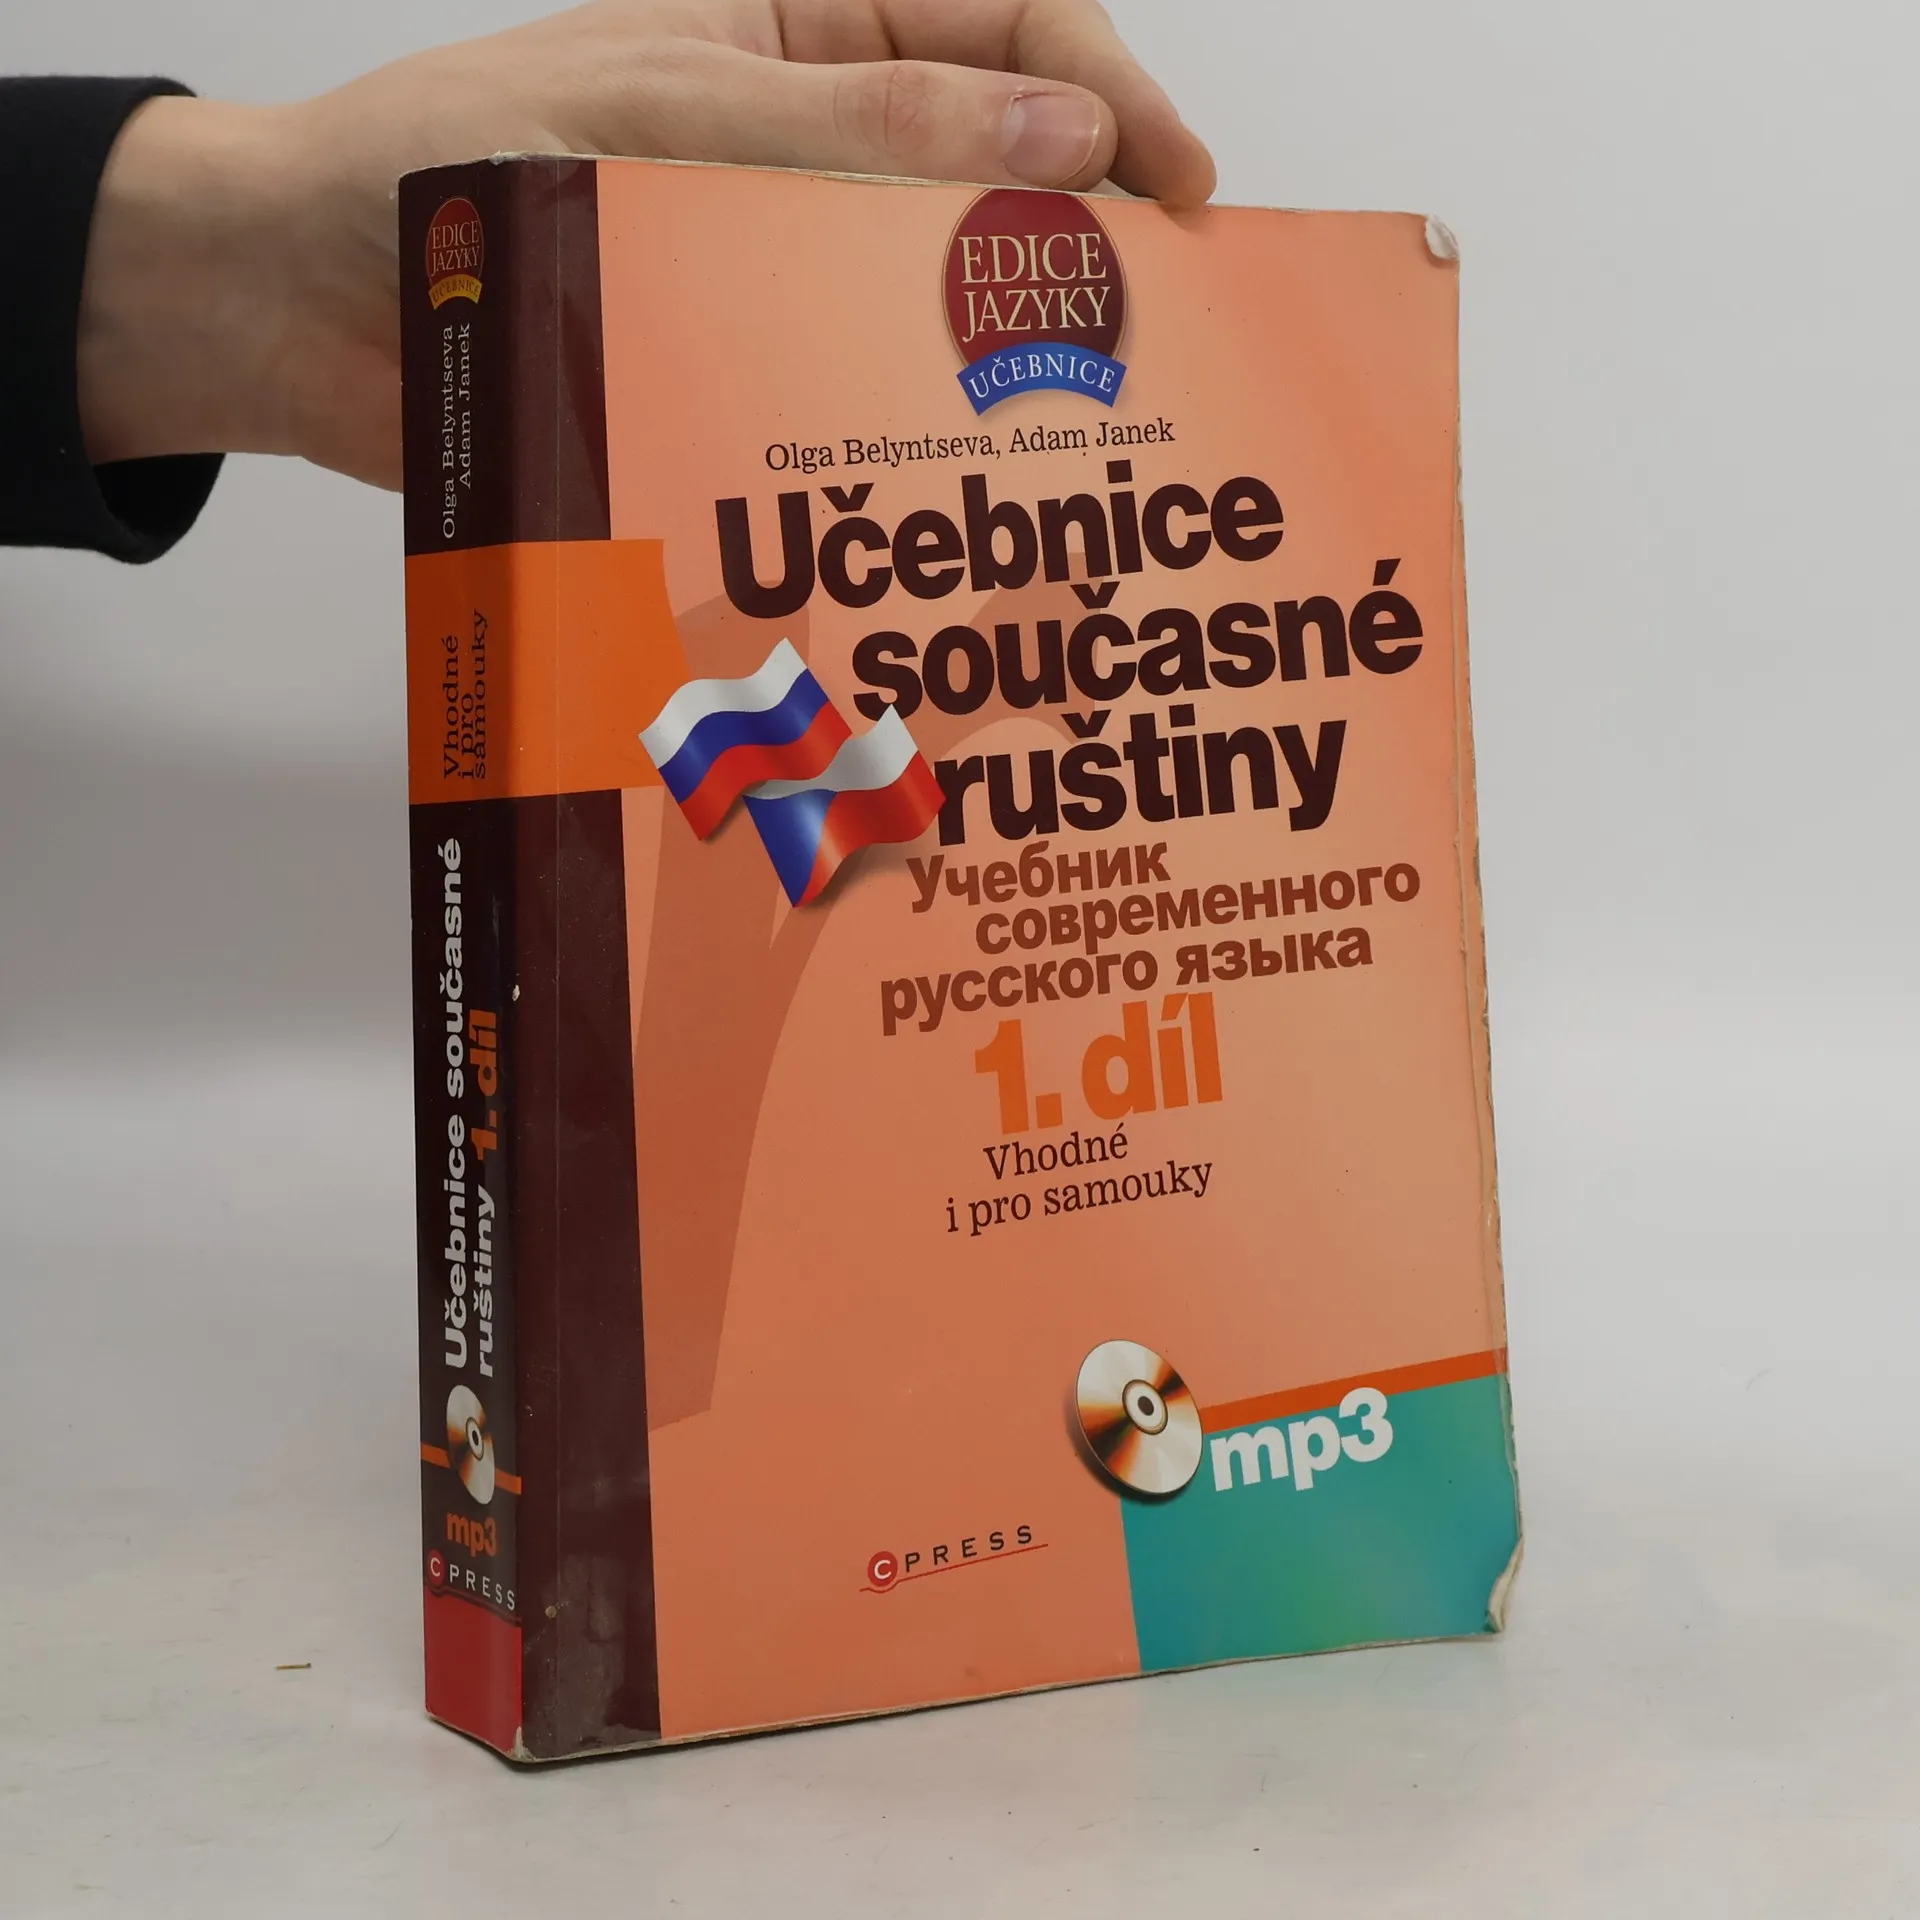 EDICE
JAZYKY
UČEBNICE
Olga Belyntseva
Adam Janek
Vhodné
i pro
samouky
Učebnice současné
ruštiny 1. díl
mp3
CPRESS
EDICE
JAZYKY
UČEBNICE
Olga Belyntseva, Adam Janek
Učebnice
současné
ruštiny
Учебник
современного
русского языка
1. díl
Vhodné
i pro samouky
mp3
CPRESS